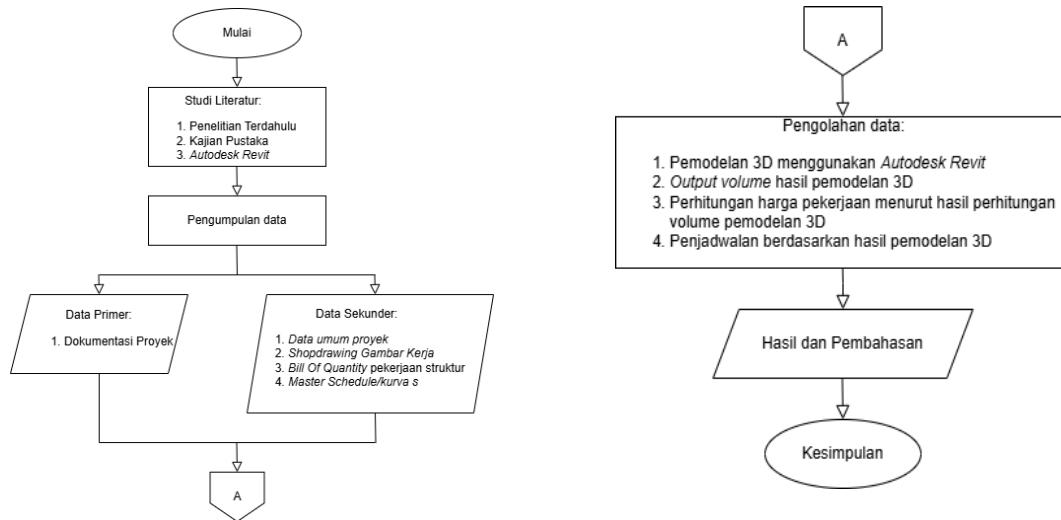 Mulai
Studi Literatur:
1. Penelitian Terdahulu
2. Kajian Pustaka
3. Autodesk Revit
Pengumpulan data
Data Primer:
1. Dokumentasi Proyek
Data Sekunder:
1. Data umum proyek
2. Shopdrawing Gambar Kerja
3. Bill Of Quantity pekerjaan struktur
4. Master Schedule/kurva s
A
A
Pengolahan data:
1. Pemodelan 3D menggunakan Autodesk Revit
2. Output volume hasil pemodelan 3D
3. Perhitungan harga pekerjaan menurut hasil perhitungan
volume pemodelan 3D
4. Penjadwalan berdasarkan hasil pemodelan 3D
Hasil dan Pembahasan
Kesimpulan